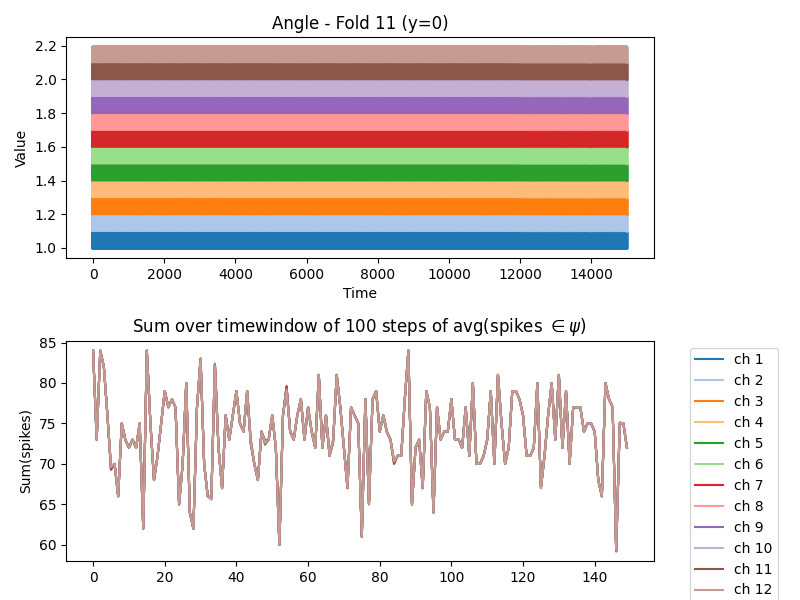 Angle - Fold 11 (y=0)
2.2
2.0
1.8
1.6
1.4
1.2
1.0
Value
0 2000 4000 6000 8000 10000 12000 14000
Time
Sum over timewindow of 100 steps of avg(spikes ∈ ψ)
85
80
75
70
65
60
Sum(spikes)
0 20 40 60 80 100 120 140
ch 1
ch 2
ch 3
ch 4
ch 5
ch 6
ch 7
ch 8
ch 9
ch 10
ch 11
ch 12